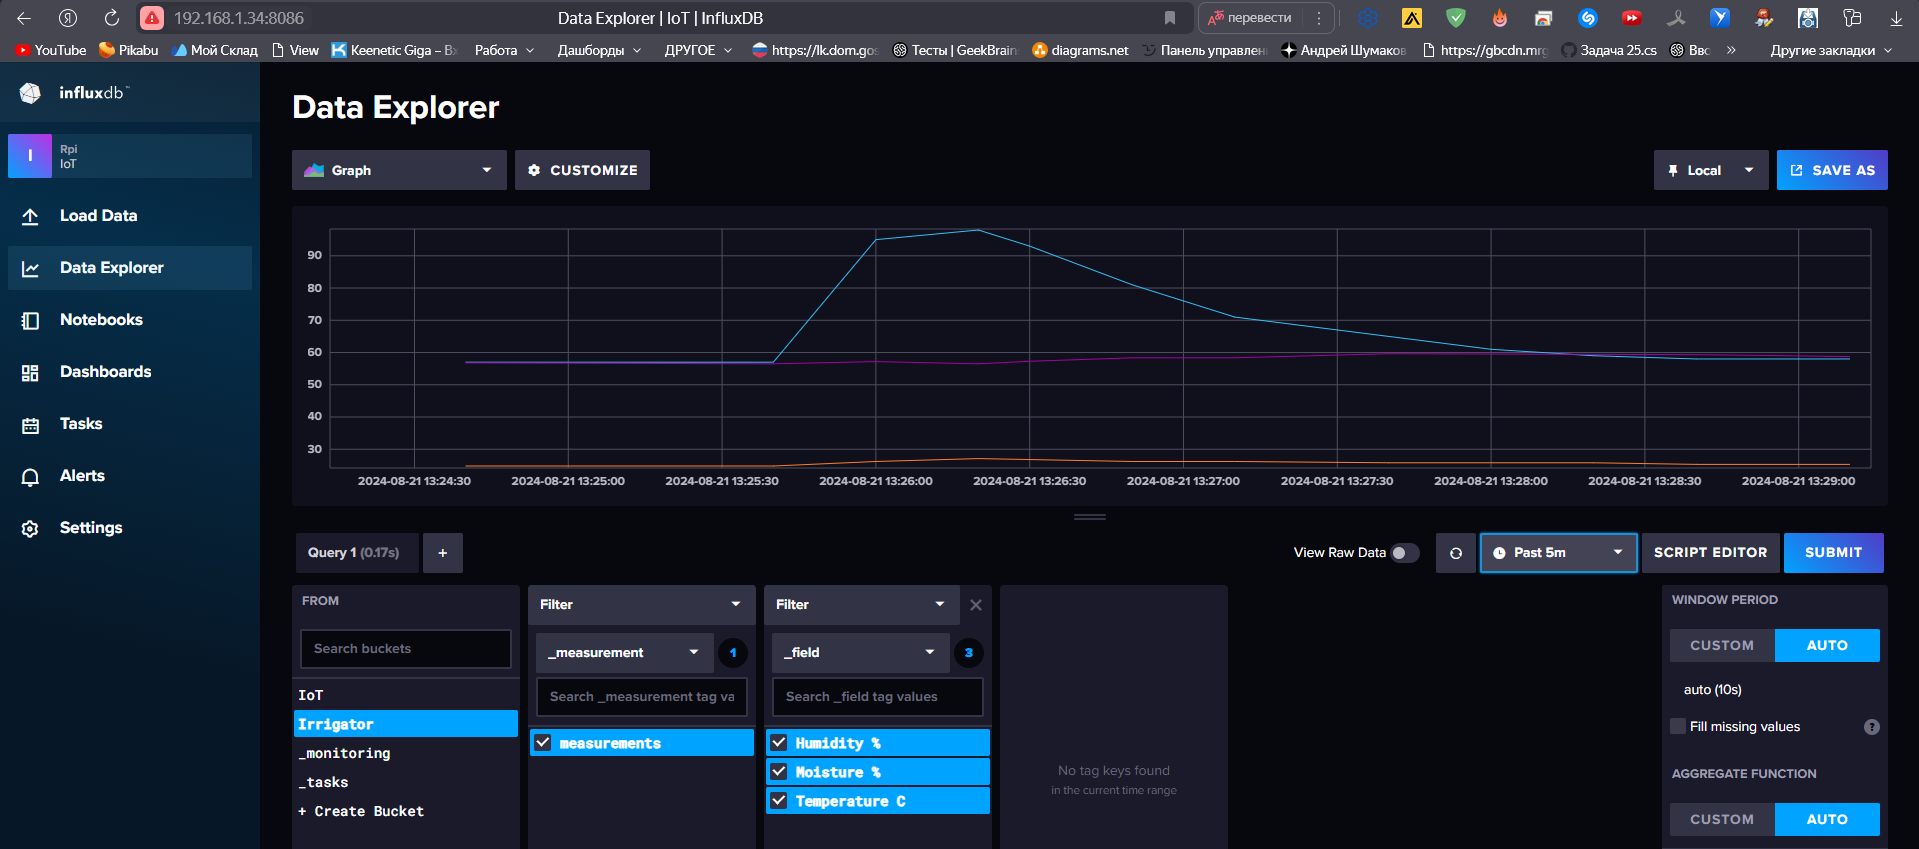 192.168.1.34:8086
Data Explorer | IoT | InfluxDB
перевести
YouTube
Pikabu
Мой Склад
View
Keenetic Giga – Вх
Работа
Дашборды
ДРУГОЕ
https://lk.dom.gos
Тесты | GeekBrain
diagrams.net
Панель управлен
Андрей Шумаков
https://gbcdn.mrg
Задача 25.cs
Ввс
Другие закладки
influxdb™
I
Rpi
IoT
Load Data
Data Explorer
Notebooks
Dashboards
Tasks
Alerts
Settings
Data Explorer
Graph
CUSTOMIZE
Local
SAVE AS
90
80
70
60
50
40
30
2024-08-21 13:24:30
2024-08-21 13:25:00
2024-08-21 13:25:30
2024-08-21 13:26:00
2024-08-21 13:26:30
2024-08-21 13:27:00
2024-08-21 13:27:30
2024-08-21 13:28:00
2024-08-21 13:28:30
2024-08-21 13:29:00
Query 1 (0.17s)
+
View Raw Data
Past 5m
SCRIPT EDITOR
SUBMIT
FROM
Search buckets
IoT
Irrigator
_monitoring
_tasks
+ Create Bucket
Filter
_measurement
1
Search _measurement tag va
measurements
Filter
_field
3
Search _field tag values
Humidity %
Moisture %
Temperature C
No tag keys found
in the current time range
WINDOW PERIOD
CUSTOM
AUTO
auto (10s)
Fill missing values
?
AGGREGATE FUNCTION
CUSTOM
AUTO